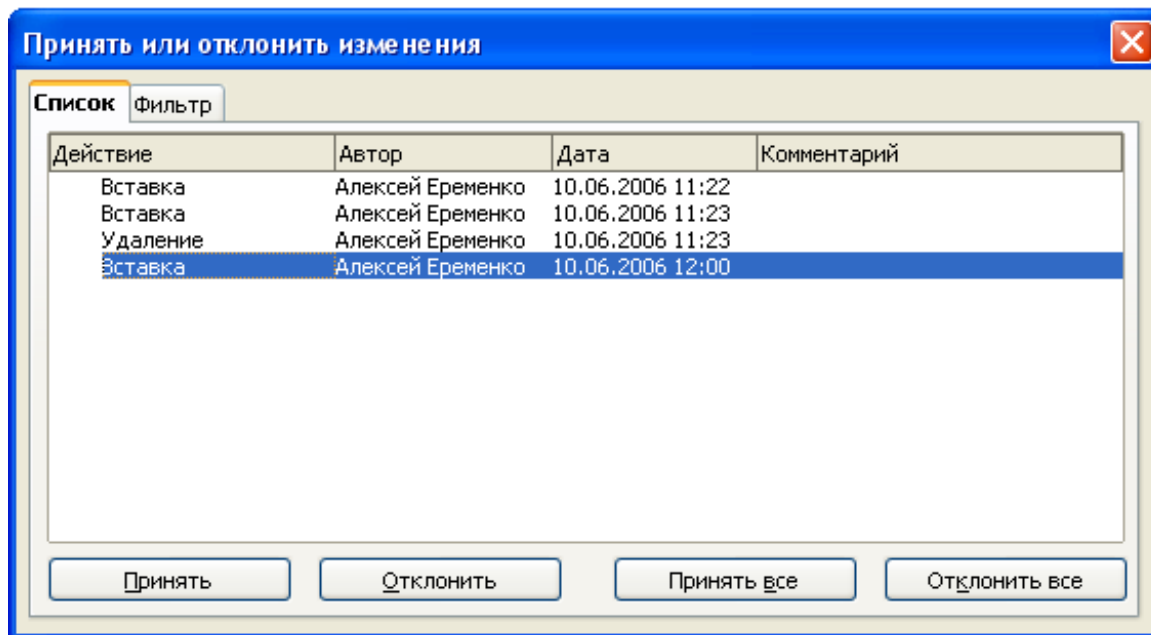 Принять или отклонить изменения
Список Фильтр
Действие Автор Дата Комментарий
Вставка Алексей Еременко 10.06.2006 11:22
Вставка Алексей Еременко 10.06.2006 11:23
Удаление Алексей Еременко 10.06.2006 11:23
Вставка Алексей Еременко 10.06.2006 12:00
Принять Отклонить Принять все Отклонить все